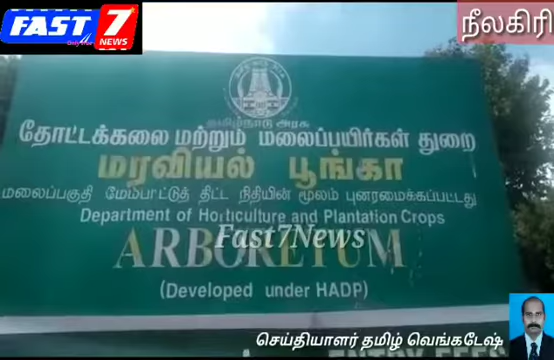 FAST 7
NEWS
நீலகிரி
தமிழ்நாடு அரசு
தோட்டக்கலை மற்றும் மலைப்பயிர்கள் துறை
மரவியல் பூங்கா
மலைப்பகுதி மேம்பாட்டுத் திட்ட நிதியின் மூலம் புனரமைக்கப்பட்டது
Department of Horticulture and Plantation Crops
Fast7News
ARBORETUM
(Developed under HADP)
செய்தியாளர் தமிழ் வெங்கடேஷ்